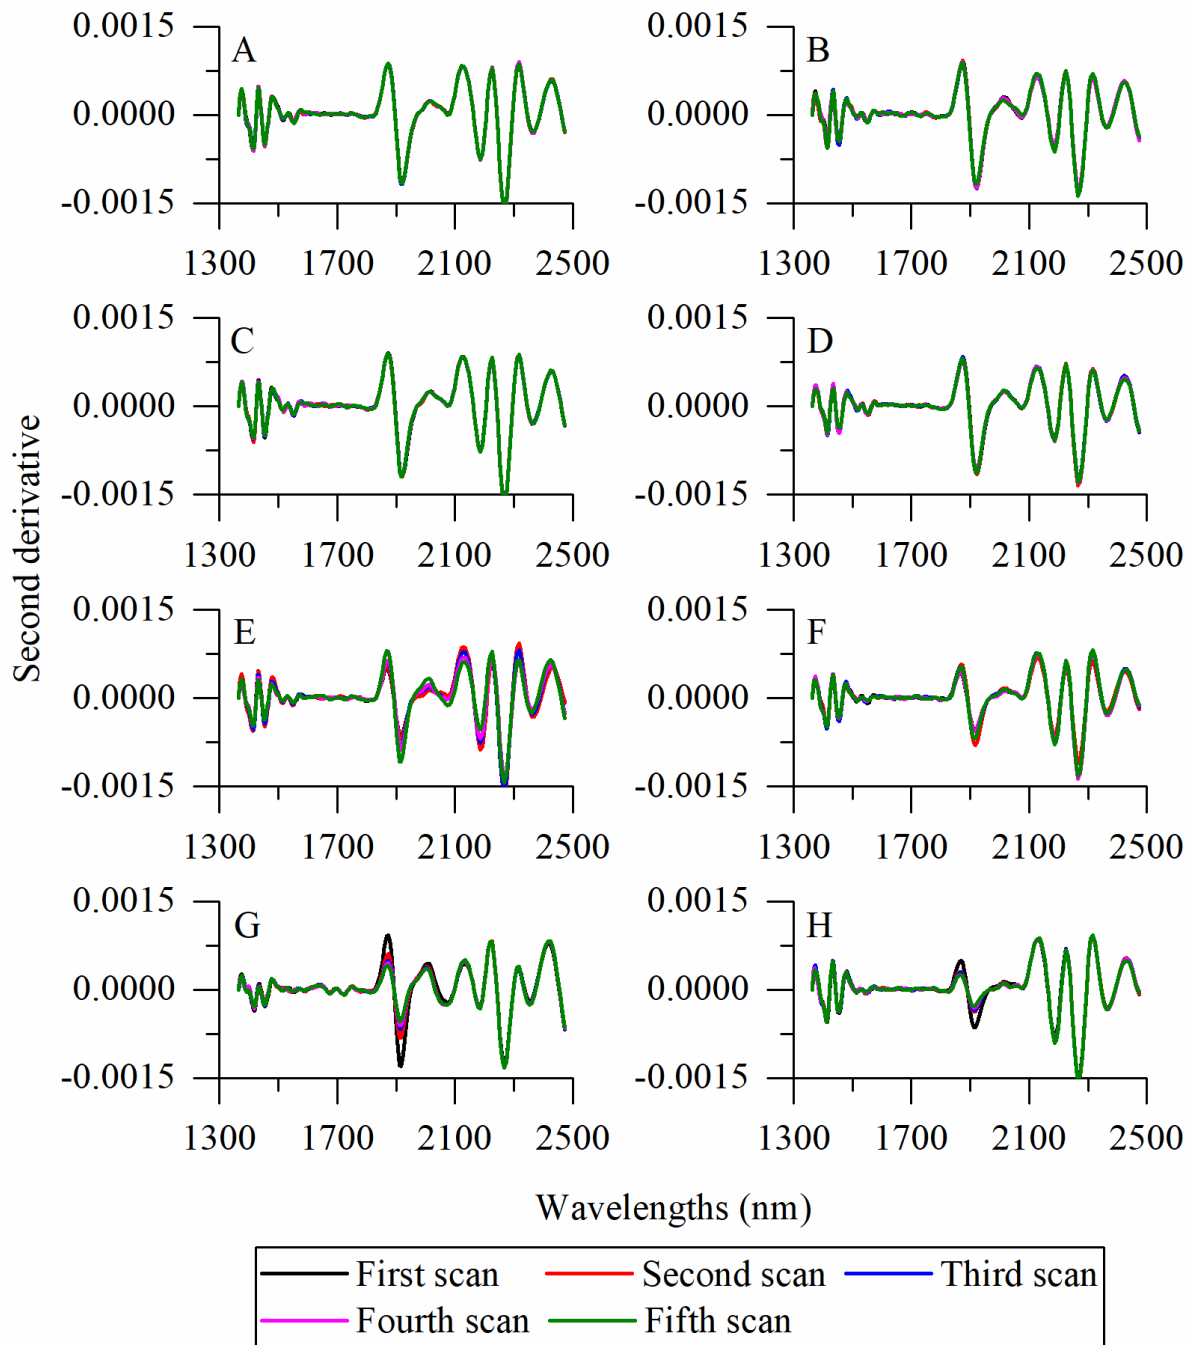 0.0015 A 0.0015 B
0.0000 0.0000
-0.0015 -0.0015
1300 1700 2100 2500 1300 1700 2100 2500
0.0015 C 0.0015 D
0.0000 0.0000
-0.0015 -0.0015
1300 1700 2100 2500 1300 1700 2100 2500
Second derivative
0.0015 E 0.0015 F
0.0000 0.0000
-0.0015 -0.0015
1300 1700 2100 2500 1300 1700 2100 2500
0.0015 G 0.0015 H
0.0000 0.0000
-0.0015 -0.0015
1300 1700 2100 2500 1300 1700 2100 2500
Wavelengths (nm)
First scan Second scan Third scan
Fourth scan Fifth scan